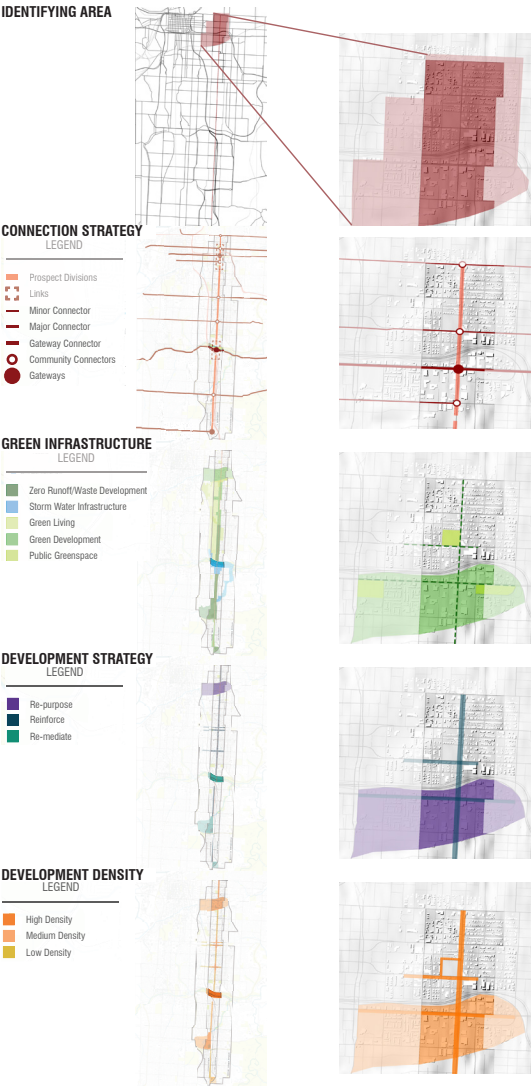 IDENTIFYING AREA
CONNECTION STRATEGY
LEGEND
Prospect Divisions
Links
Minor Connector
Major Connector
Gateway Connector
Community Connectors
Gateways
GREEN INFRASTRUCTURE
LEGEND
Zero Runoff/Waste Development
Storm Water Infrastructure
Green Living
Green Development
Public Greenspace
DEVELOPMENT STRATEGY
LEGEND
Re-purpose
Reinforce
Re-mediate
DEVELOPMENT DENSITY
LEGEND
High Density
Medium Density
Low Density